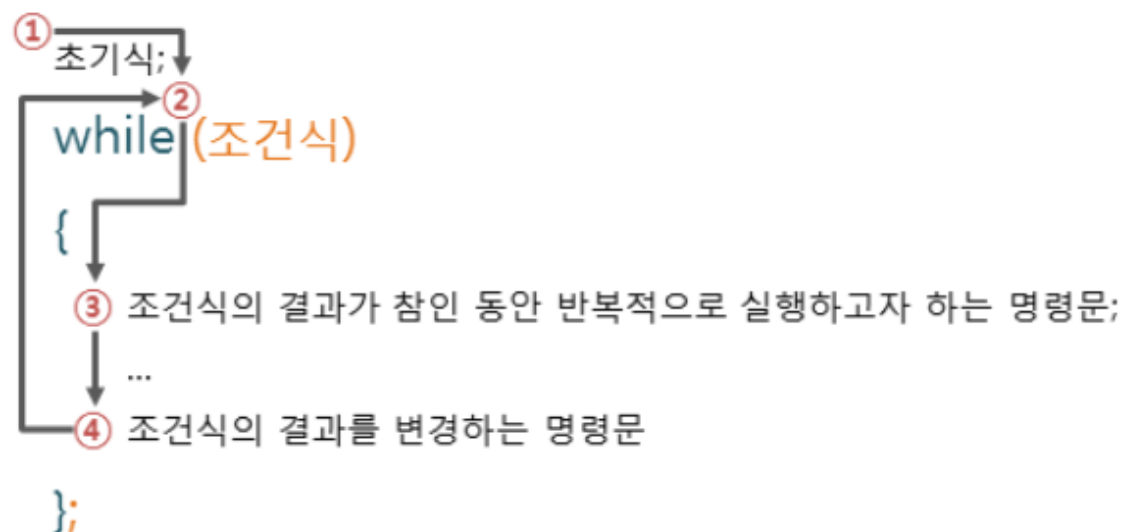 ①
초기식;
②
while (조건식)
{
③ 조건식의 결과가 참인 동안 반복적으로 실행하고자 하는 명령문;
...
④ 조건식의 결과를 변경하는 명령문
};